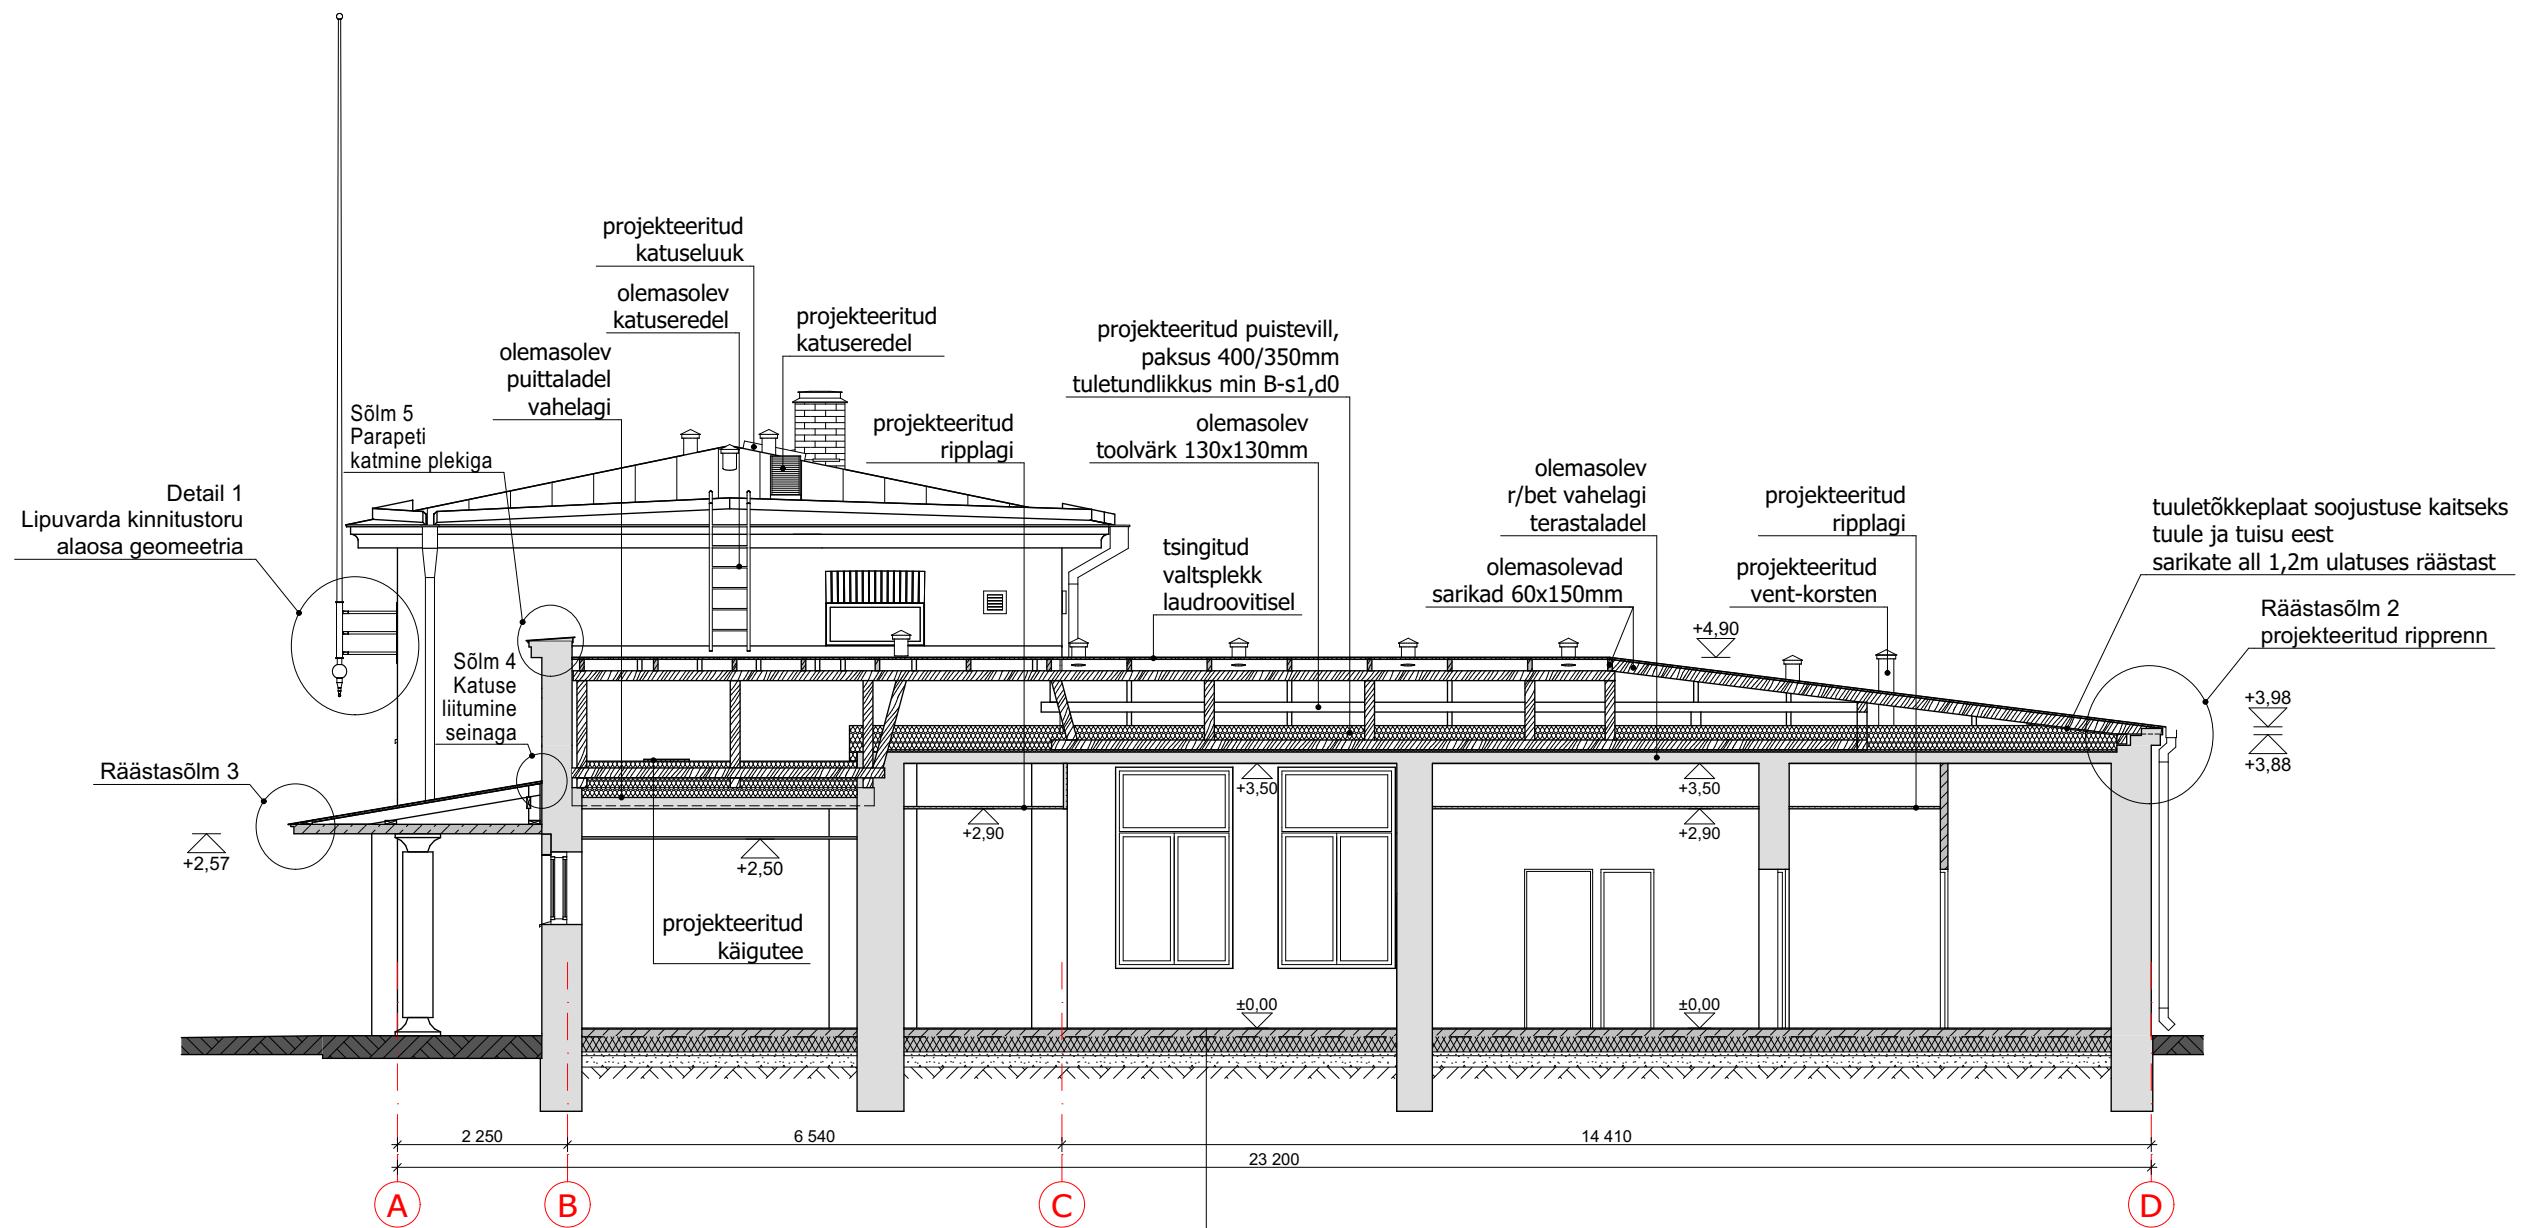 projekteeritud
katuseluuk
olemasolev
katuseredel
projekteeritud
katuseredel
olemasolev
puittaladel
vahelagi
Sõlm 5
Parapeti
katmine plekiga
Detail 1
Lipuvarda kinnitustoru
alaosa geomeetria
projekteeritud
ripplagi
projekteeritud puistevill,
paksus 400/350mm
tuletundlikkus min B-s1,d0
olemasolev
toolvärk 130x130mm
tsingitud
valtsplekk
laudroovitisel
olemasolev
r/bet vahelagi
terastaladel
olemasolevad
sarikad 60x150mm
projekteeritud
ripplagi
projekteeritud
vent-korsten
tuuletõkkeplaat soojustuse kaitseks
tuule ja tuisu eest
sarikate all 1,2m ulatuses räästast
Räästasõlm 2
projekteeritud ripprenn
Sõlm 4
Katuse
liitumine
seinaga
Räästasõlm 3
+4,90
+3,98
+3,88
+2,57
+2,50
+2,90
+3,50
+3,50
+2,90
projekteeritud
käigutee
±0,00
±0,00
2 250
6 540
14 410
23 200
A
B
C
D